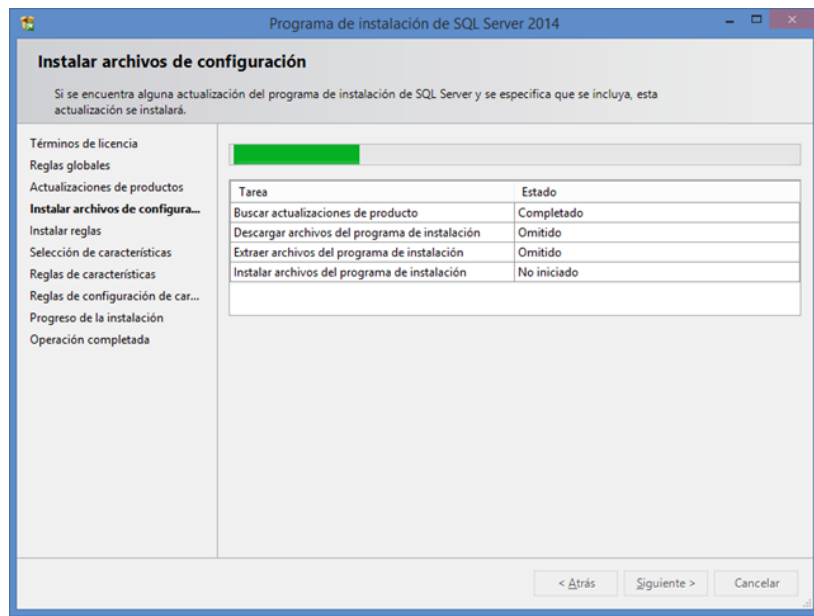 Programa de instalación de SQL Server 2014
Instalar archivos de configuración
Si se encuentra alguna actualización del programa de instalación de SQL Server y se especifica que se incluya, esta
actualización se instalará.
Términos de licencia
Reglas globales
Actualizaciones de productos
Instalar archivos de configura...
Instalar reglas
Selección de características
Reglas de características
Reglas de configuración de car...
Progreso de la instalación
Operación completada
Tarea Estado
Buscar actualizaciones de producto Completado
Descargar archivos del programa de instalación Omitido
Extraer archivos del programa de instalación Omitido
Instalar archivos del programa de instalación No iniciado
< Atrás Siguiente > Cancelar